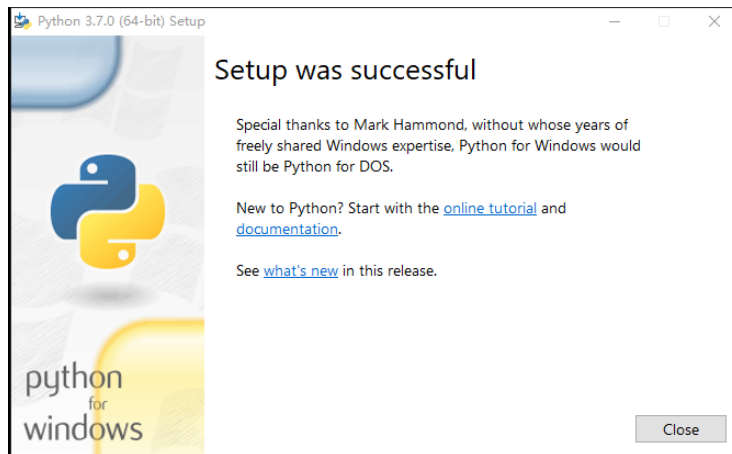 Python 3.7.0 (64-bit) Setup
Setup was successful
Special thanks to Mark Hammond, without whose years of
freely shared Windows expertise, Python for Windows would
still be Python for DOS.
New to Python? Start with the online tutorial and
documentation.
See what's new in this release.
python
for
windows
Close